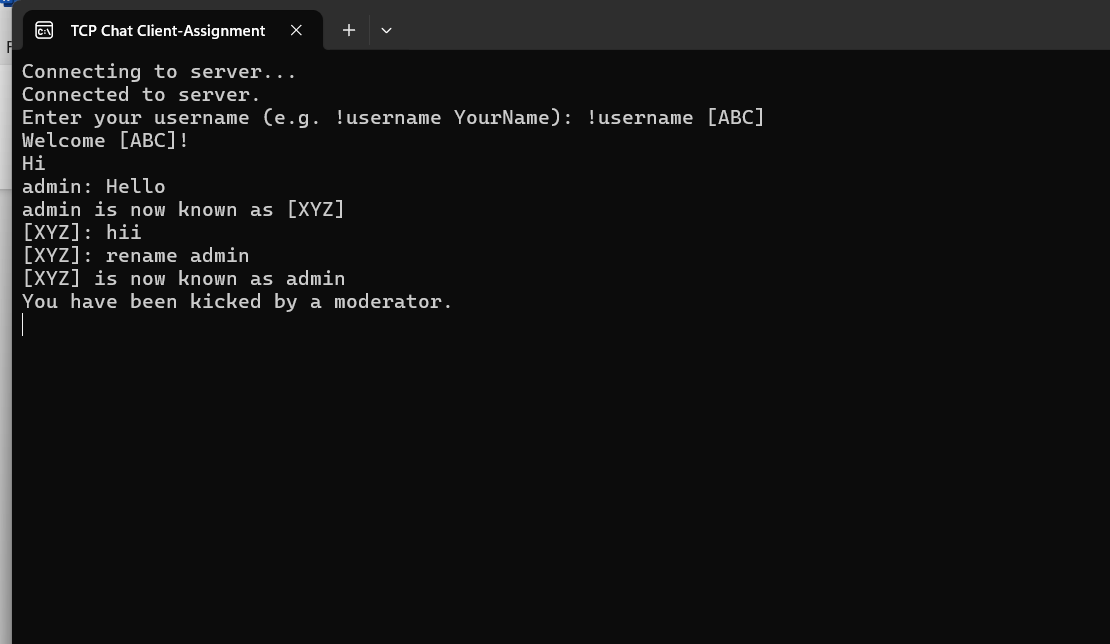 TCP Chat Client-Assignment
Connecting to server...
Connected to server.
Enter your username (e.g. !username YourName): !username [ABC]
Welcome [ABC]!
Hi
admin: Hello
admin is now known as [XYZ]
[XYZ]: hii
[XYZ]: rename admin
[XYZ] is now known as admin
You have been kicked by a moderator.